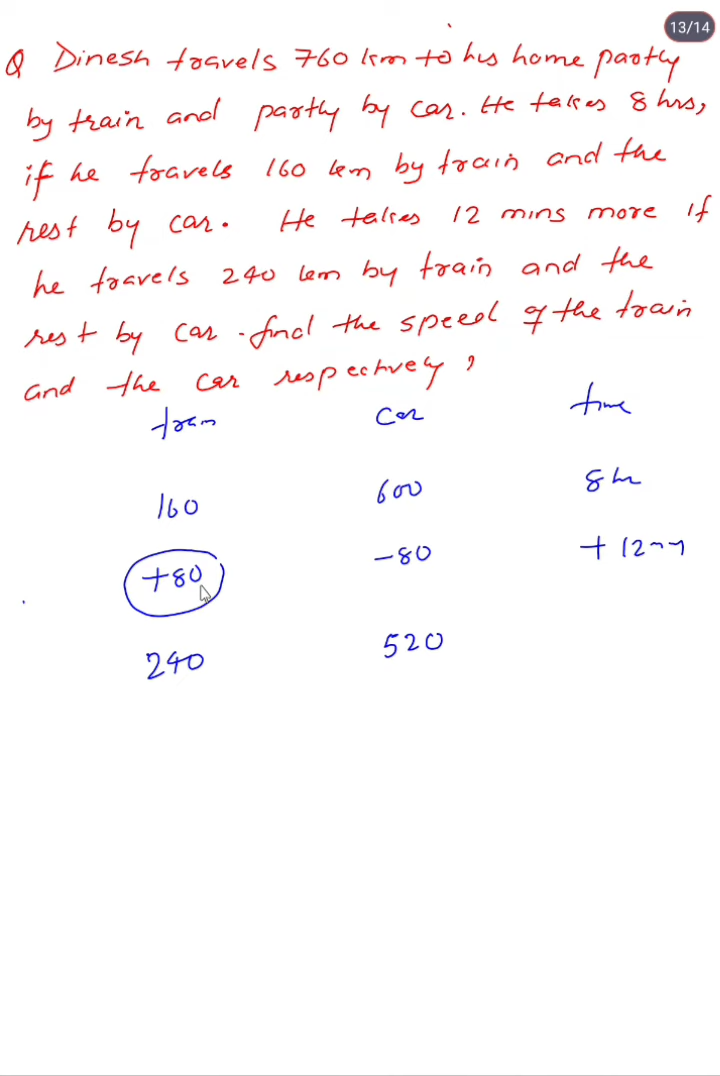 13/14
Q Dinesh travels 760 km to his home partly
by train and partly by car. He takes 8 hrs,
if he travels 160 km by train and the
rest by car. He takes 12 mins more if
he travels 240 km by train and the
rest by car. find the speed of the train
and the car respectively ?
train car time
160 600 8 hr
+80 -80 + 12
240 520